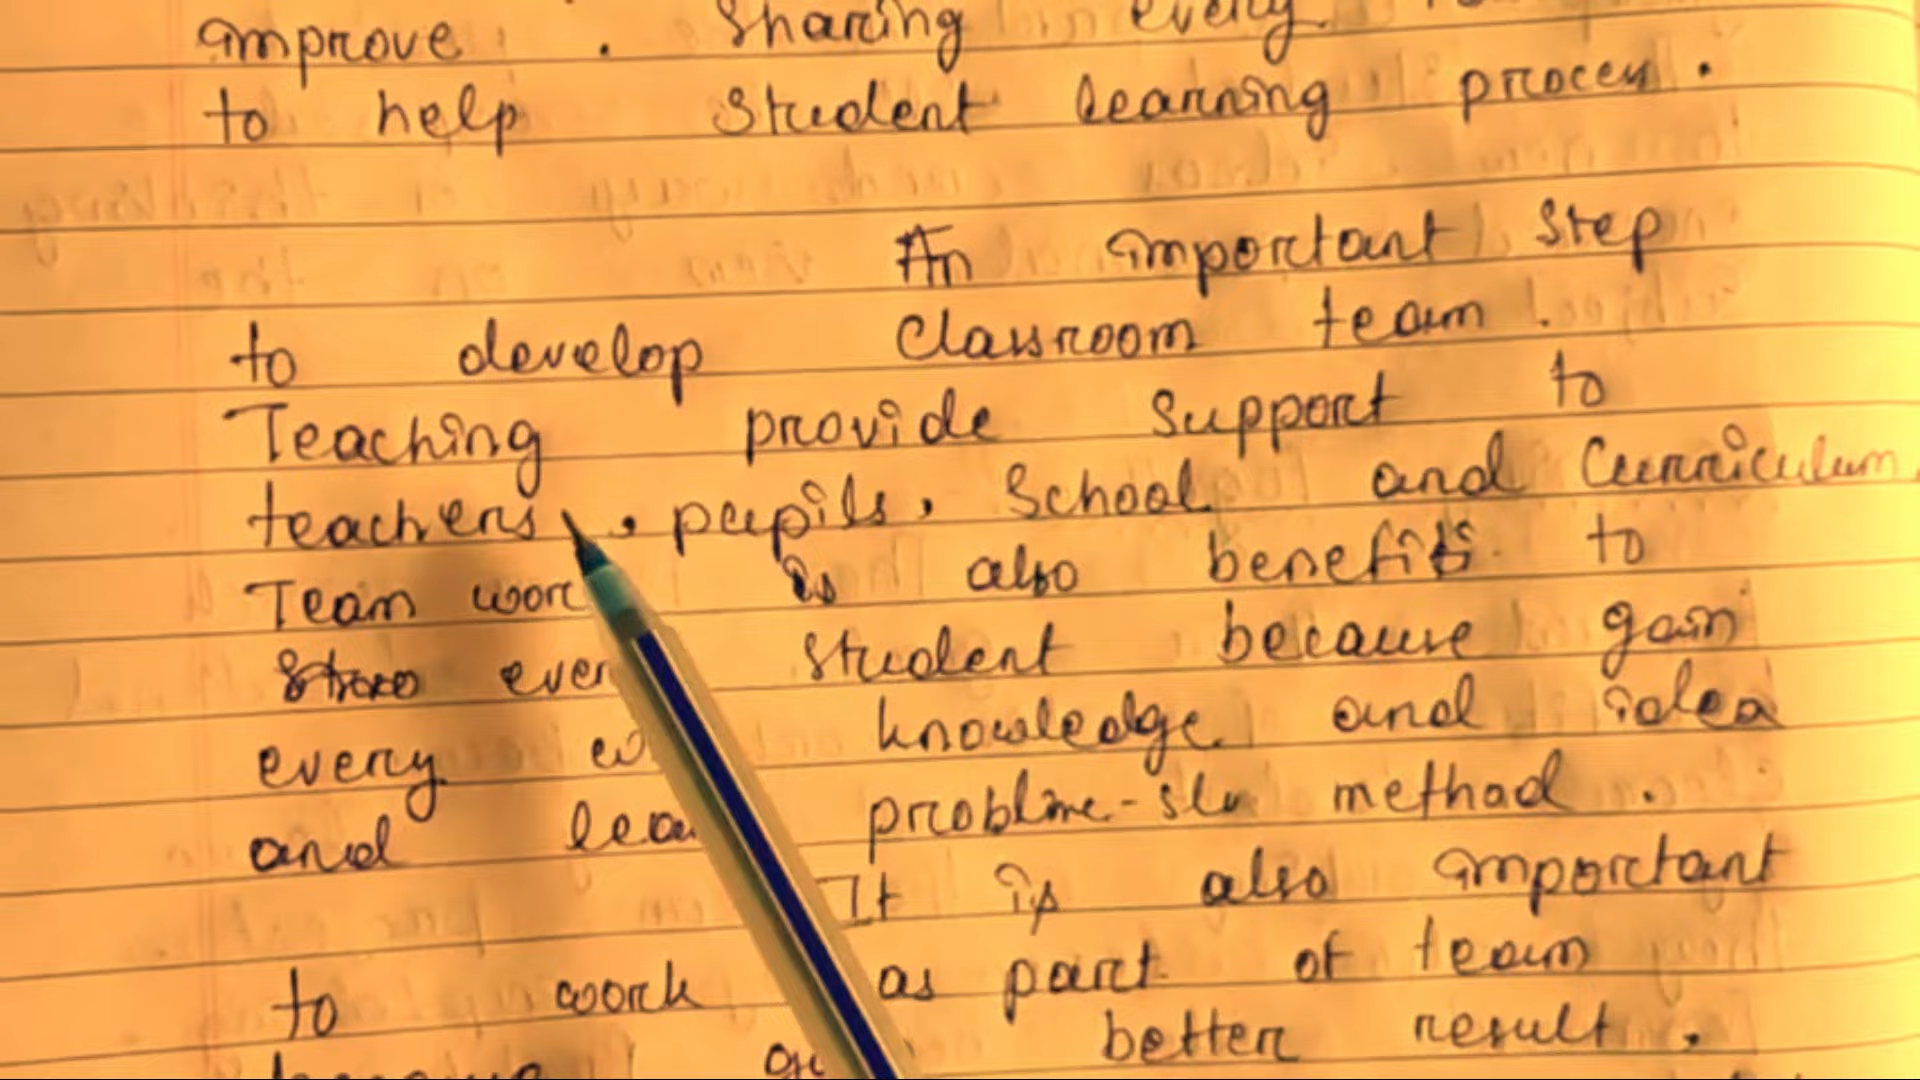 improve . Sharing every
to help Student learning process .
An important Step
to develop Classroom team .
Teaching provide Support to
teachers , pupils , School and Curriculum
Team is also benefits to
student because gain
every knowledge and idea
and method .
It is also important
to work as part of team
better result .